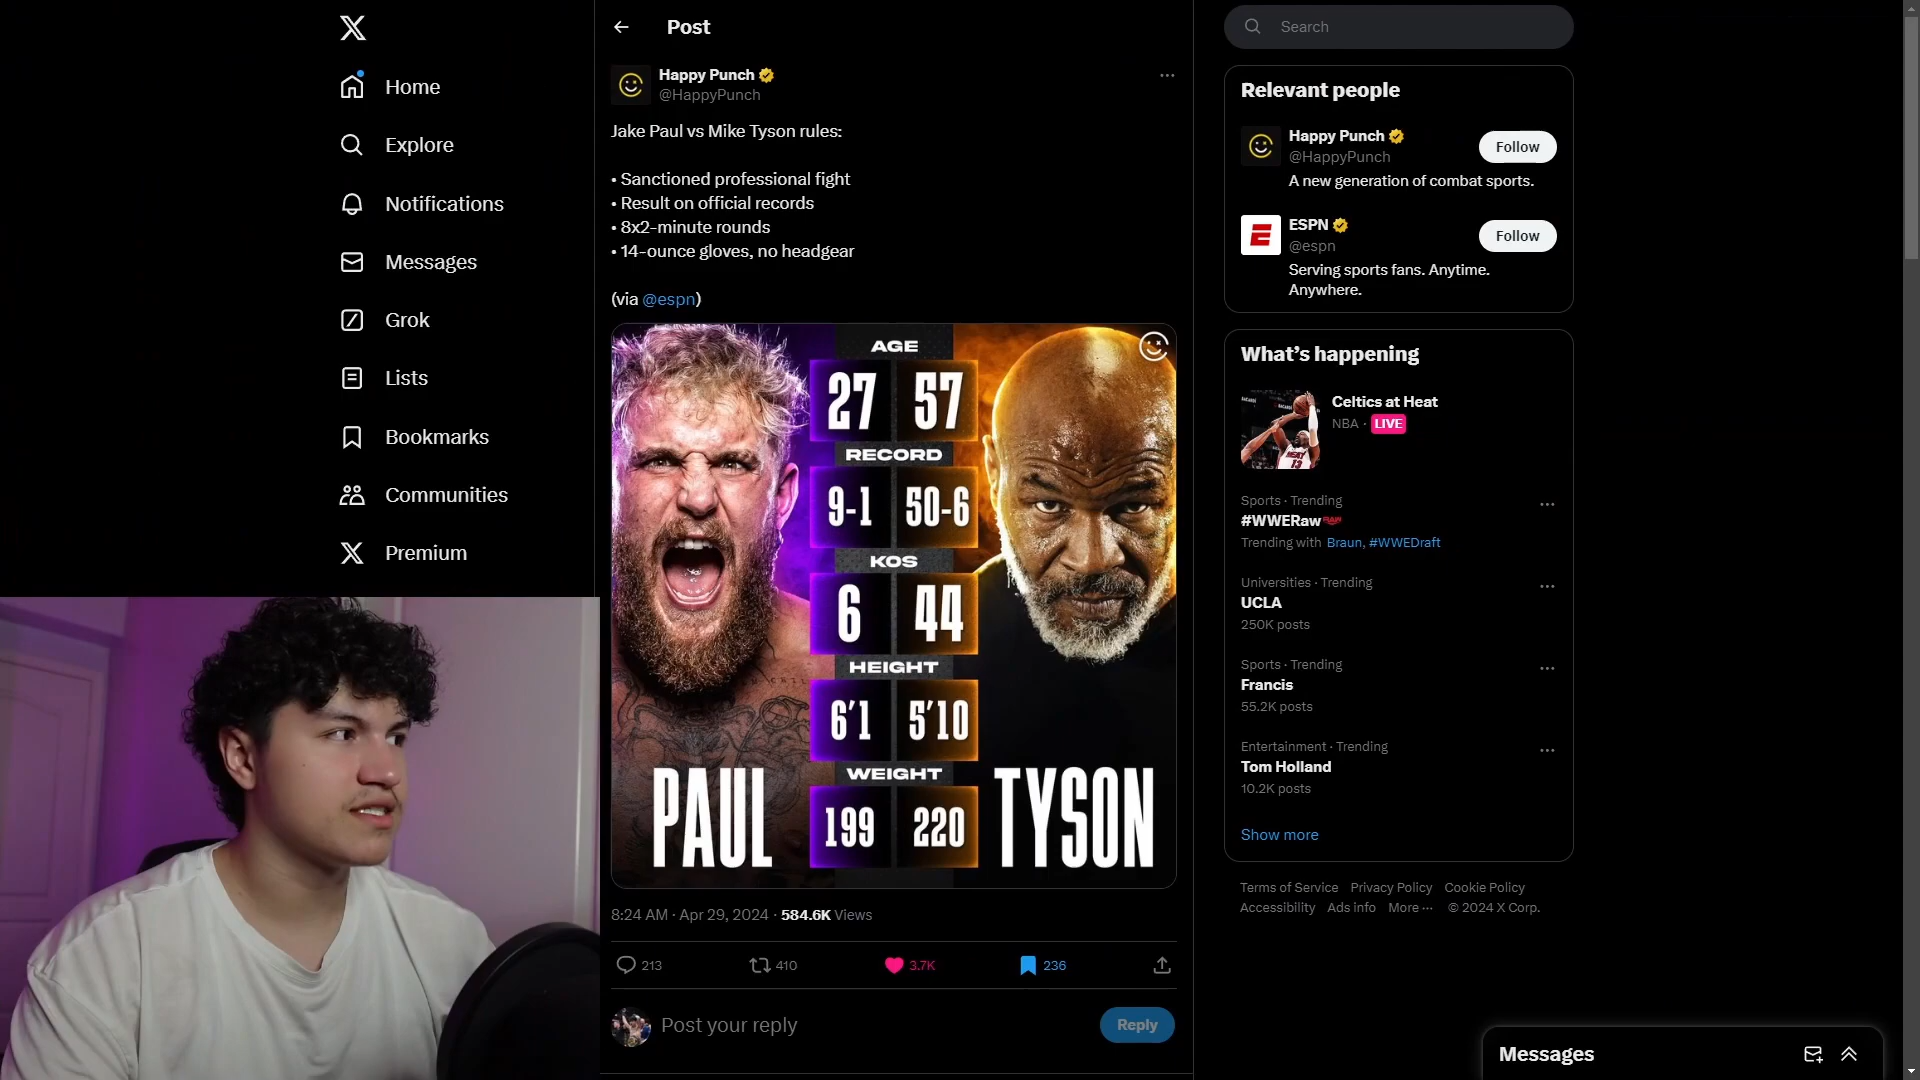 Home
Explore
Notifications
Messages
Grok
Lists
Bookmarks
Communities
Premium
Post
Happy Punch
@HappyPunch
Jake Paul vs Mike Tyson rules:
• Sanctioned professional fight
• Result on official records
• 8x2-minute rounds
• 14-ounce gloves, no headgear
(via @espn)
AGE
27 57
RECORD
9-1 50-6
KOS
6 44
HEIGHT
6'1 5'10
WEIGHT
199 220
PAUL TYSON
8:24 AM · Apr 29, 2024 · 584.6K Views
213 410 3.7K 236
Post your reply
Reply
Search
Relevant people
Happy Punch
@HappyPunch
Follow
A new generation of combat sports.
ESPN
@espn
Follow
Serving sports fans. Anytime.
Anywhere.
What's happening
Celtics at Heat
NBA · LIVE
Sports · Trending
#WWERaw
Trending with Braun, #WWEDraft
Universities · Trending
UCLA
250K posts
Sports · Trending
Francis
55.2K posts
Entertainment · Trending
Tom Holland
10.2K posts
Show more
Terms of Service Privacy Policy Cookie Policy
Accessibility Ads info More ··· © 2024 X Corp.
Messages